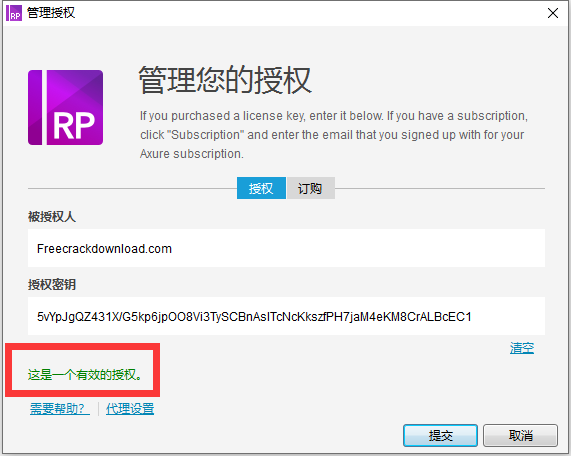 管理授权
RP
管理您的授权
If you purchased a license key, enter it below. If you have a subscription,
click "Subscription" and enter the email that you signed up with for your
Axure subscription.
授权 订购
被授权人
Freecrackdownload.com
授权密钥
5vYpJgQZ431X/G5kp6jpOO8Vi3TySCBnAsITcNcKkszfPH7jaM4eKM8CrALBcEC1
清空
这是一个有效的授权。
需要帮助? 代理设置
提交 取消